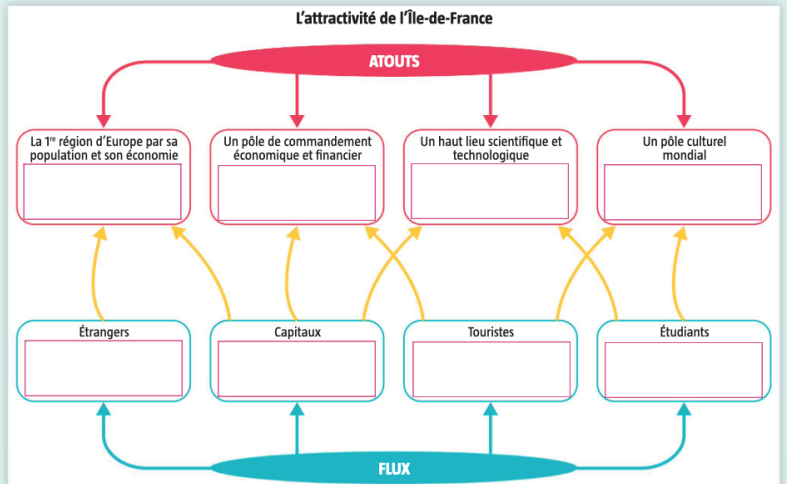 L'attractivité de l'Île-de-France
ATOUTS
La 1re région d'Europe par sa
population et son économie
Un pôle de commandement
économique et financier
Un haut lieu scientifique et
technologique
Un pôle culturel
mondial
Étrangers
Capitaux
Touristes
Étudiants
FLUX